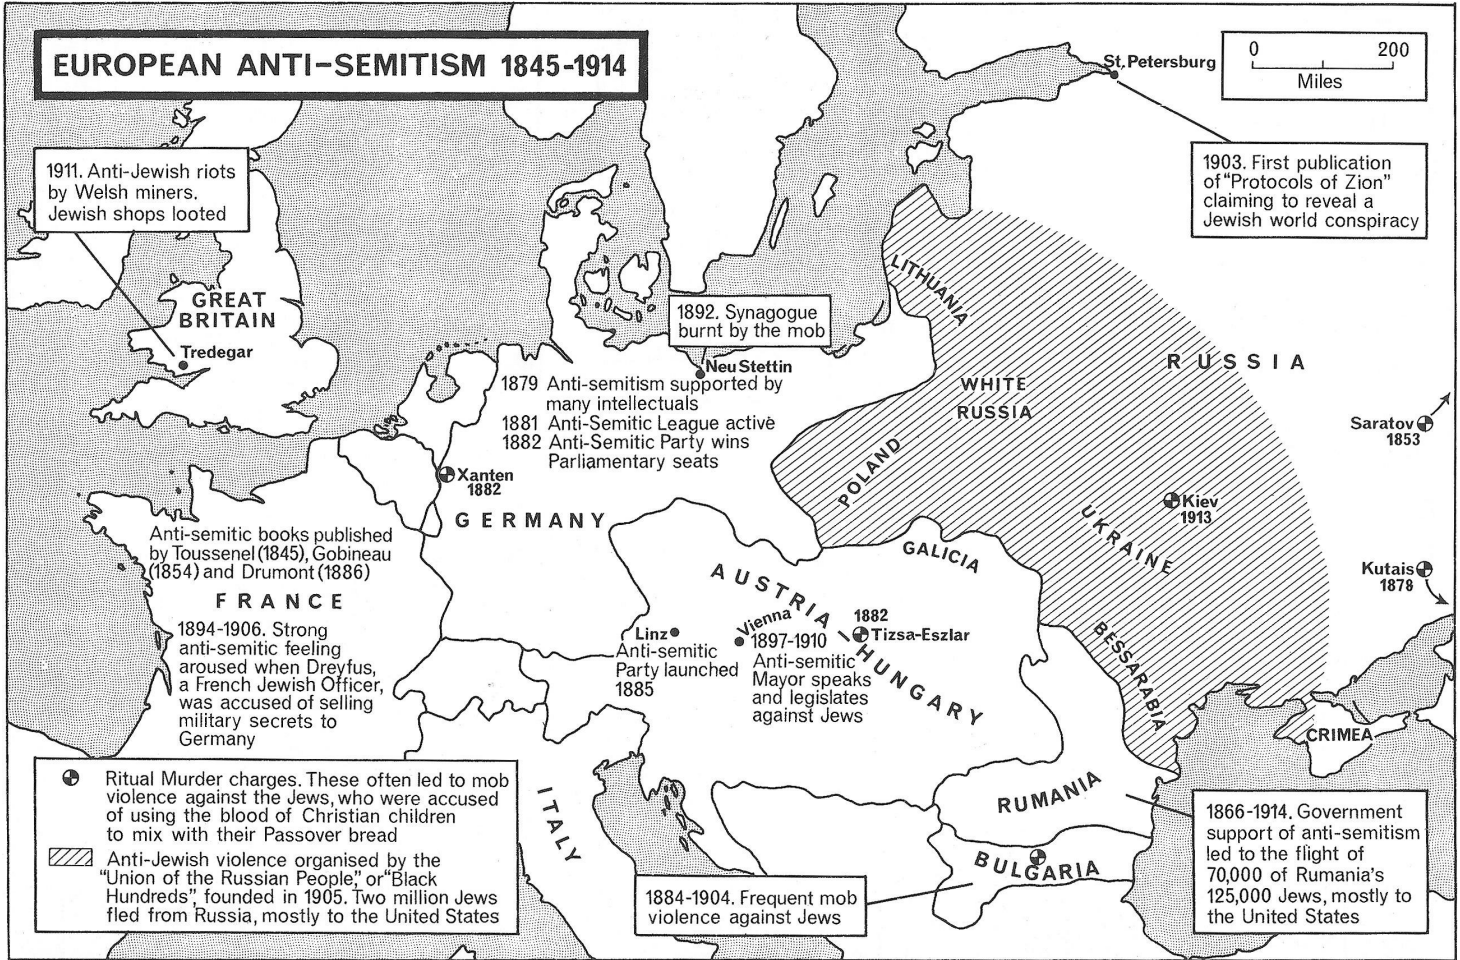 EUROPEAN ANTI-SEMITISM 1845-1914
0 200
Miles
St. Petersburg
1903. First publication
of "Protocols of Zion"
claiming to reveal a
Jewish world conspiracy
1911. Anti-Jewish riots
by Welsh miners.
Jewish shops looted
GREAT
BRITAIN
Tredegar
1892. Synagogue
burnt by the mob
Neu Stettin
1879 Anti-semitism supported by
many intellectuals
1881 Anti-Semitic League active
1882 Anti-Semitic Party wins
Parliamentary seats
LITHUANIA
WHITE
RUSSIA
RUSSIA
POLAND
Saratov
1853
Xanten
1882
GERMANY
Kiev
1913
UKRAINE
Kutais
1878
Anti-semitic books published
by Toussenel (1845), Gobineau
(1854) and Drumont (1886)
FRANCE
1894-1906. Strong
anti-semitic feeling
aroused when Dreyfus,
a French Jewish Officer,
was accused of selling
military secrets to
Germany
GALICIA
AUSTRIA-HUNGARY
Linz
Anti-semitic
Party launched
1885
Vienna
1897-1910
Anti-semitic
Mayor speaks
and legislates
against Jews
1882
Tizsa-Eszlar
BESSARABIA
CRIMEA
ITALY
RUMANIA
BULGARIA
Ritual Murder charges. These often led to mob
violence against the Jews, who were accused
of using the blood of Christian children
to mix with their Passover bread
Anti-Jewish violence organised by the
"Union of the Russian People," or "Black
Hundreds", founded in 1905. Two million Jews
fled from Russia, mostly to the United States
1884-1904. Frequent mob
violence against Jews
1866-1914. Government
support of anti-semitism
led to the flight of
70,000 of Rumania's
125,000 Jews, mostly to
the United States